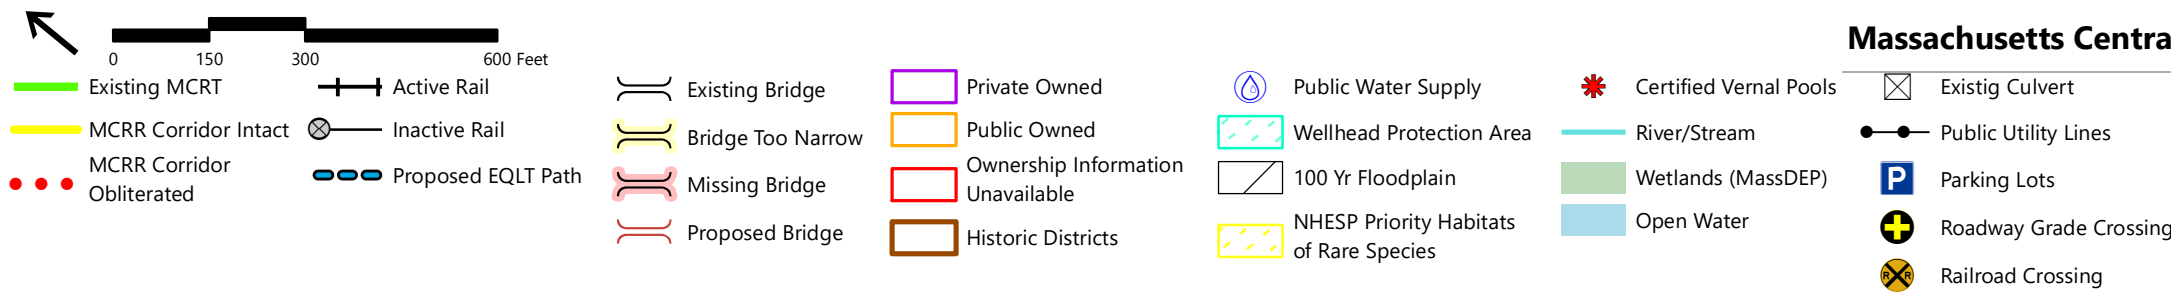 0 150 300 600 Feet
Massachusetts Centra
Existing MCRT
MCRR Corridor Intact
MCRR Corridor
Obliterated
Active Rail
Inactive Rail
Proposed EQLT Path
Existing Bridge
Bridge Too Narrow
Missing Bridge
Proposed Bridge
Private Owned
Public Owned
Ownership Information
Unavailable
Historic Districts
Public Water Supply
Wellhead Protection Area
100 Yr Floodplain
NHESP Priority Habitats
of Rare Species
Certified Vernal Pools
River/Stream
Wetlands (MassDEP)
Open Water
Existig Culvert
Public Utility Lines
P Parking Lots
Roadway Grade Crossing
R R Railroad Crossing